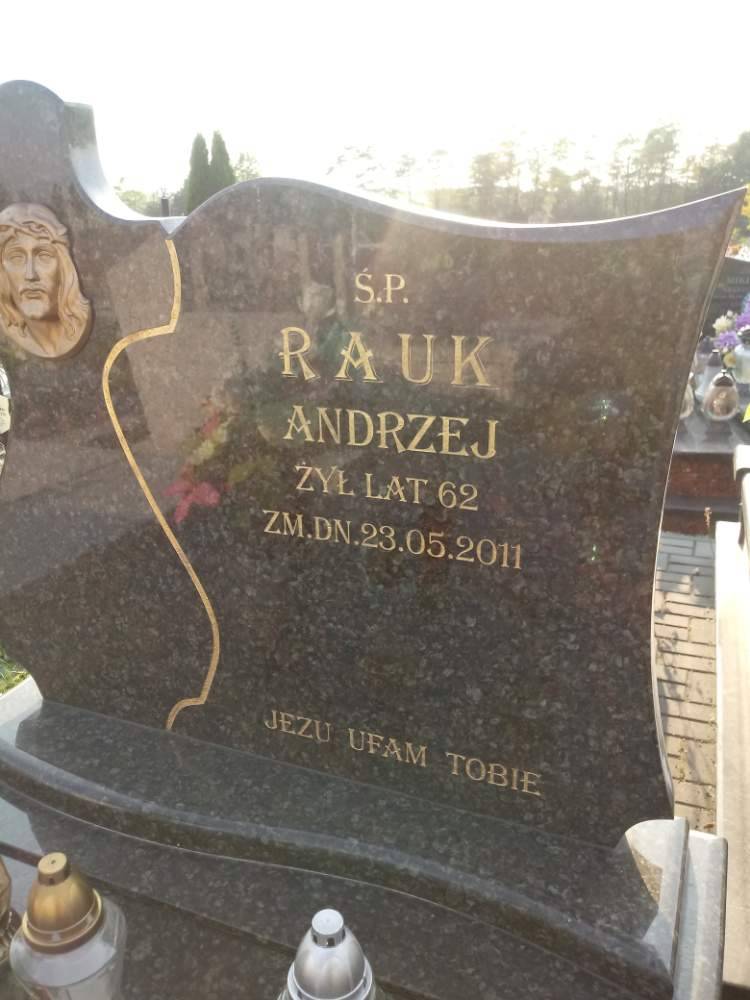 Ś.P.
RAUK
ANDRZEJ
ŻYŁ LAT 62
ZM.DN.23.05.2011
JEZU UFAM TOBIE